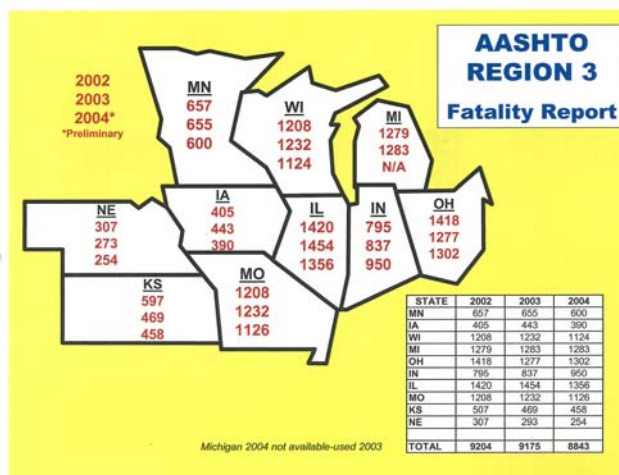 AASHTO
REGION 3
Fatality Report
2002
2003
2004*
*Preliminary
MN
657
655
600
WI
1208
1232
1124
MI
1279
1283
N/A
NE
307
273
254
IA
405
443
390
IL
1420
1454
1356
IN
795
837
950
OH
1418
1277
1302
KS
597
469
458
MO
1208
1232
1126
STATE 2002 2003 2004
MN 657 655 600
IA 405 443 390
WI 1208 1232 1124
MI 1279 1283 1283
OH 1418 1277 1302
IN 795 837 950
IL 1420 1454 1356
MO 1208 1232 1126
KS 507 469 458
NE 307 293 254
TOTAL 9204 9175 8843
Michigan 2004 not available-used 2003